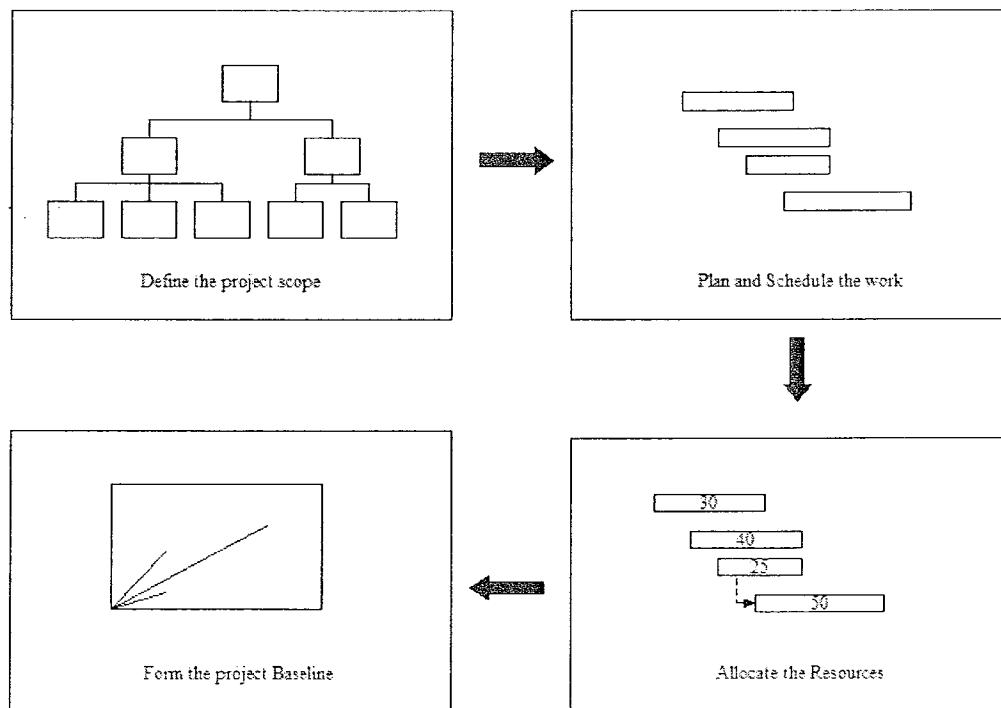 Define the project scope
Plan and Schedule the work
30
40
25
50
Allocate the Resources
Form the project Baseline